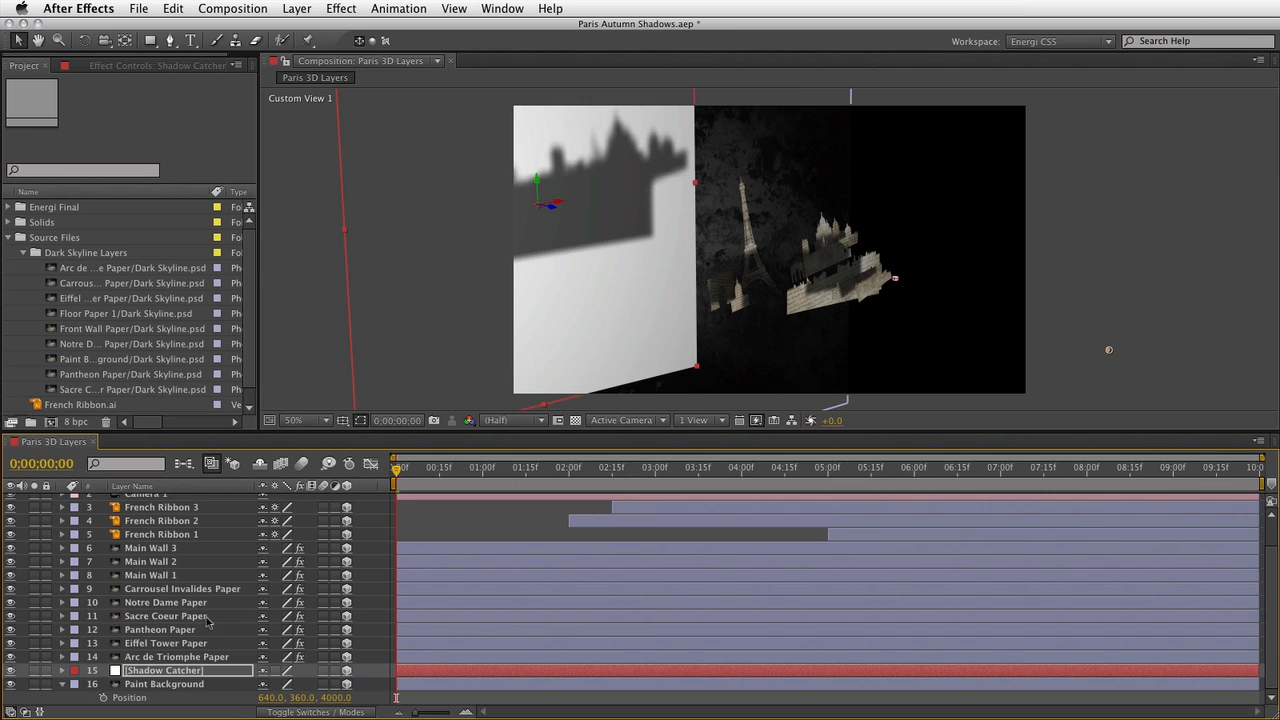 After Effects File Edit Composition Layer Effect Animation View Window Help
Paris Autumn Shadows.aep *
Workspace: Energi CSS Search Help
Project Effect Controls: Shadow Catcher Composition: Paris 3D Layers
Paris 3D Layers
Custom View 1
Name Type
Energi Final Fol
Solids Fol
Source Files Fol
Dark Skyline Layers Fol
Arc de ...e Paper/Dark Skyline.psd Ph
Carrous... Paper/Dark Skyline.psd Ph
Eiffel ...er Paper/Dark Skyline.psd Ph
Floor Paper 1/Dark Skyline.psd Ph
Front Wall Paper/Dark Skyline.psd Ph
Notre D... Paper/Dark Skyline.psd Ph
Paint B...ground/Dark Skyline.psd Ph
Pantheon Paper/Dark Skyline.psd Ph
Sacre C...r Paper/Dark Skyline.psd Ph
French Ribbon.ai Ve
8 bpc 50% 0;00;00;00 (Half) Active Camera 1 View +0.0
Paris 3D Layers
0;00;00;00 00:15f 01:00f 01:15f 02:00f 02:15f 03:00f 03:15f 04:00f 04:15f 05:00f 05:15f 06:00f 06:15f 07:00f 07:15f 08:00f 08:15f 09:00f 09:15f 10:0
# Layer Name
2 Camera 1
3 French Ribbon 3
4 French Ribbon 2
5 French Ribbon 1
6 Main Wall 3
7 Main Wall 2
8 Main Wall 1
9 Carrousel Invalides Paper
10 Notre Dame Paper
11 Sacre Coeur Paper
12 Pantheon Paper
13 Eiffel Tower Paper
14 Arc de Triomphe Paper
15 [Shadow Catcher]
16 Paint Background
Position 640.0, 360.0, 4000.0
Toggle Switches / Modes